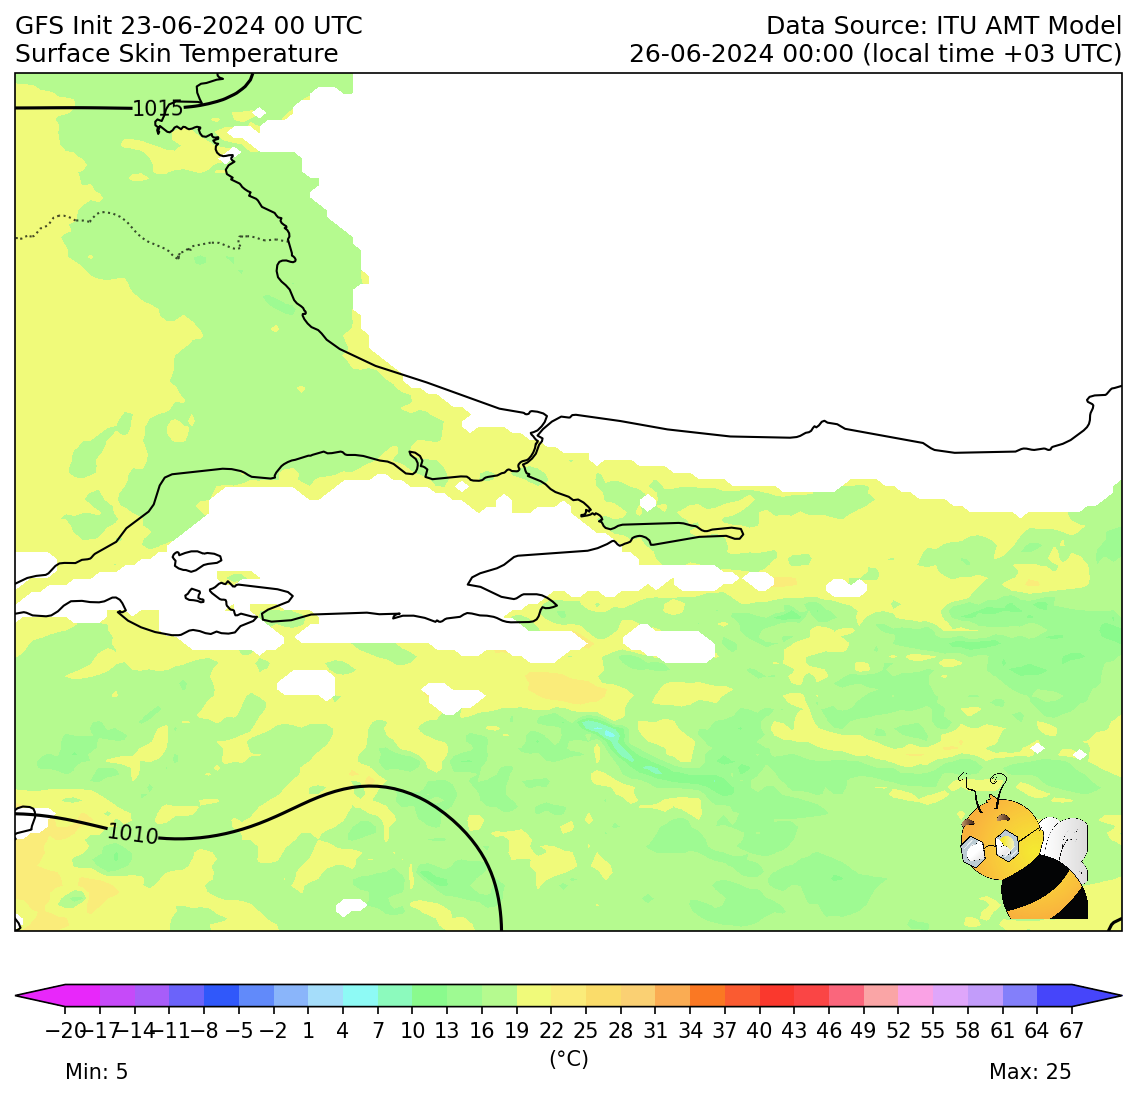 GFS Init 23-06-2024 00 UTC
Data Source: ITU AMT Model
Surface Skin Temperature
26-06-2024 00:00 (local time +03 UTC)
1015
1010
−20 −17 −14 −11 −8 −5 −2 1 4 7 10 13 16 19 22 25 28 31 34 37 40 43 46 49 52 55 58 61 64 67
(°C)
Min: 5
Max: 25